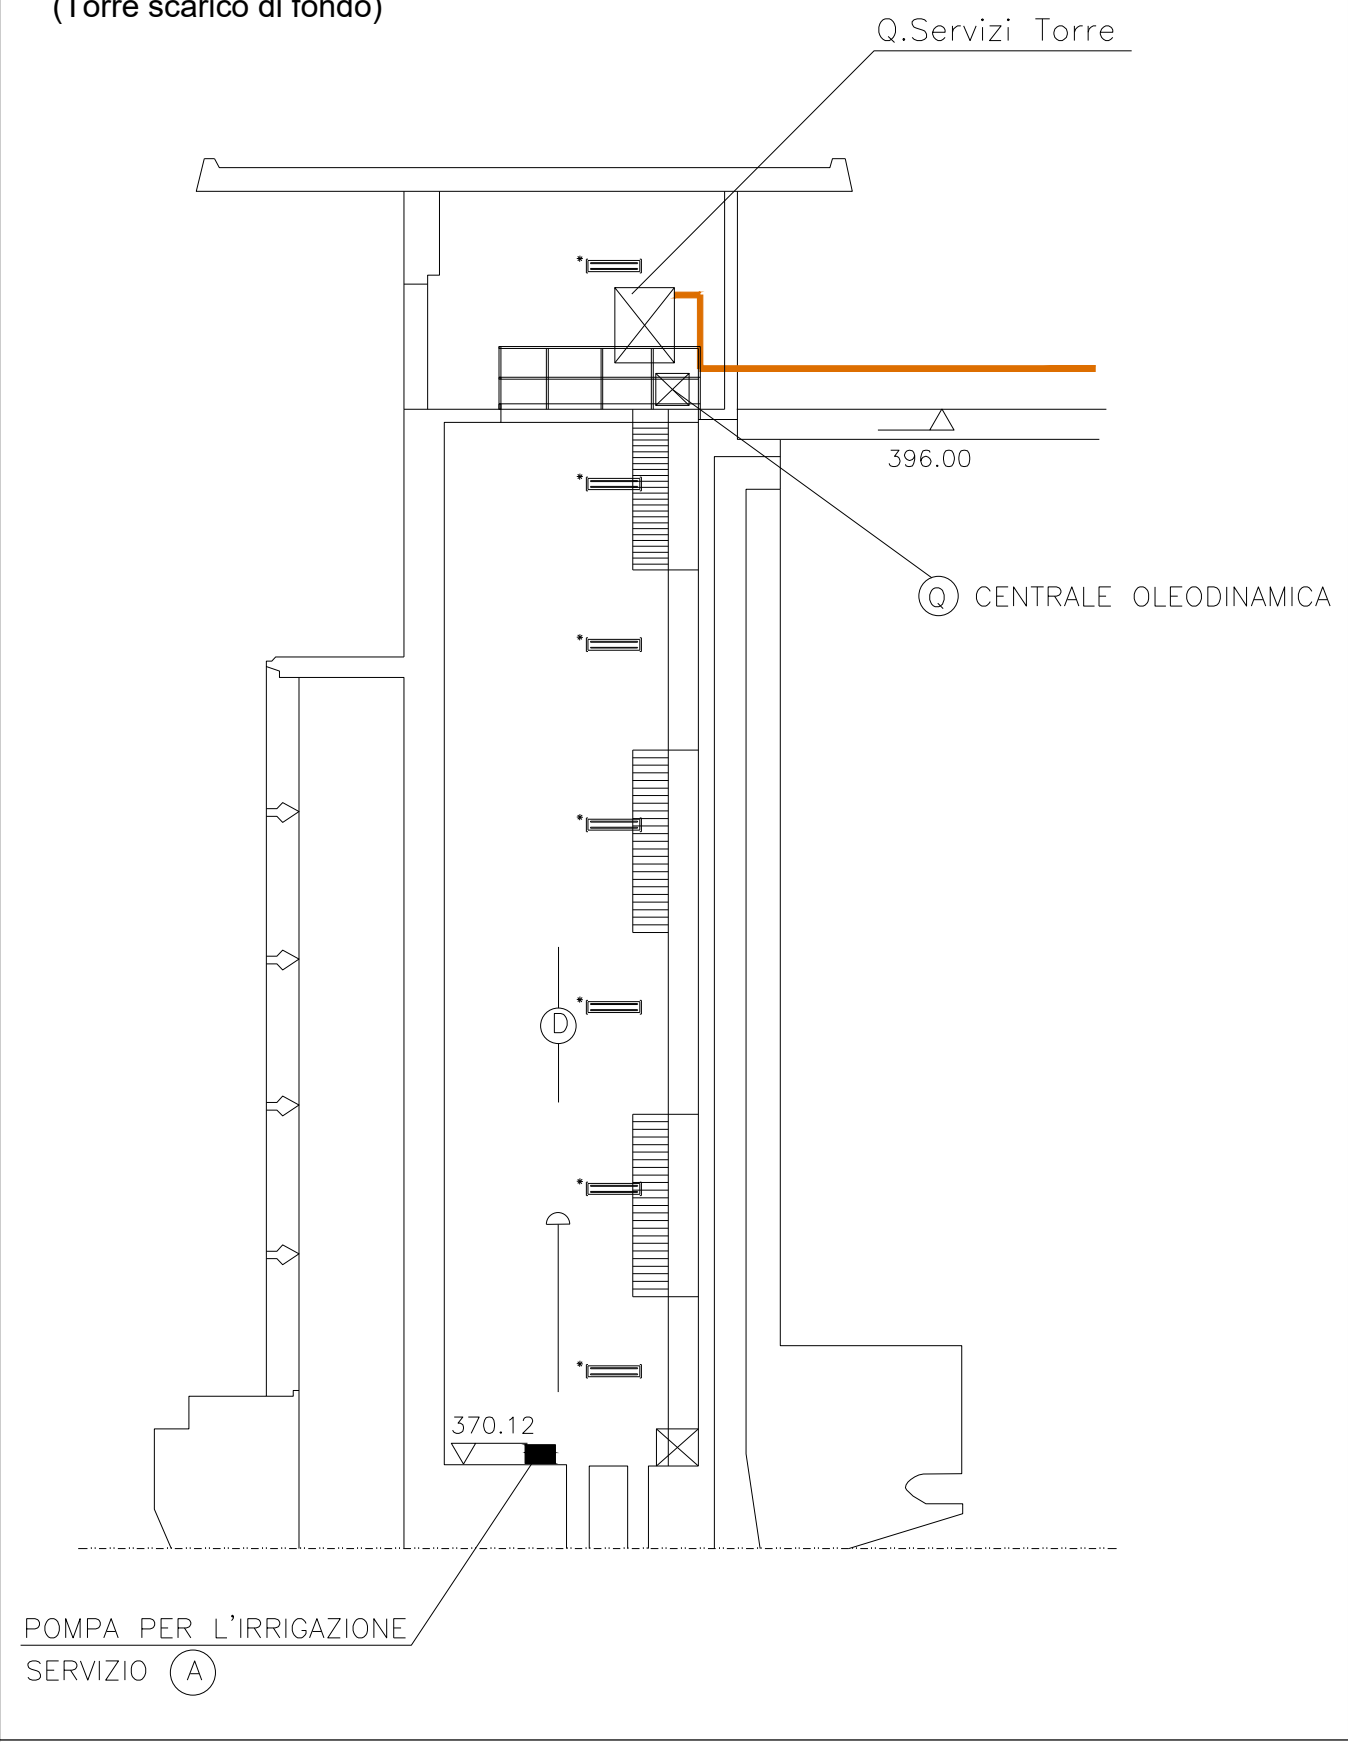 (Torre scarico di fondo)
Q.Servizi Torre
*
*
396.00
Q CENTRALE OLEODINAMICA
*
*
*
D
*
*
370.12
POMPA PER L'IRRIGAZIONE
SERVIZIO A